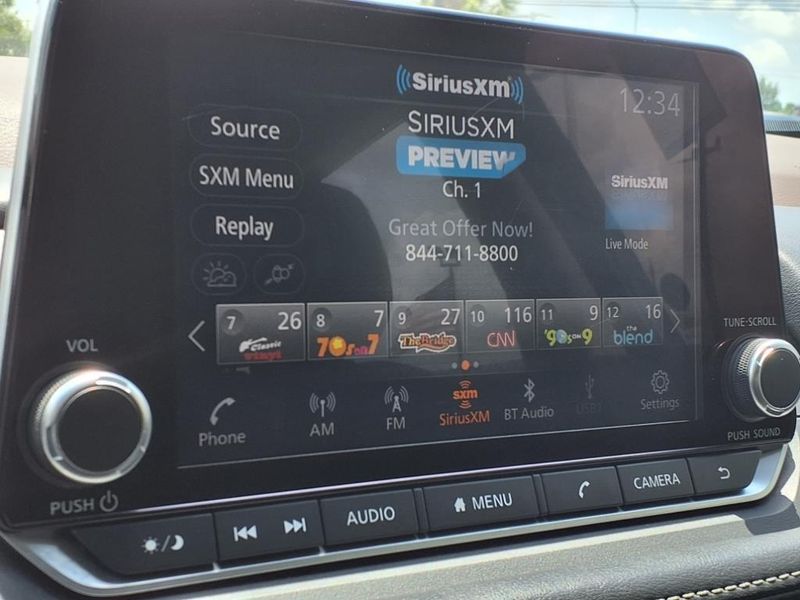 SiriusXM
12:34
Source
SIRIUSXM
PREVIEW
SXM Menu
Ch. 1
SiriusXM
Replay
Great Offer Now!
844-711-8800
Live Mode
7 26
Classic Vinyl
8 7
70s on 7
9 27
The Bridge
10 116
CNN
11 9
'90s ON 9
12 16
the blend
VOL
TUNE·SCROLL
Phone
AM
FM
sxm
SiriusXM
BT Audio
USB
Settings
PUSH
PUSH SOUND
AUDIO
MENU
CAMERA